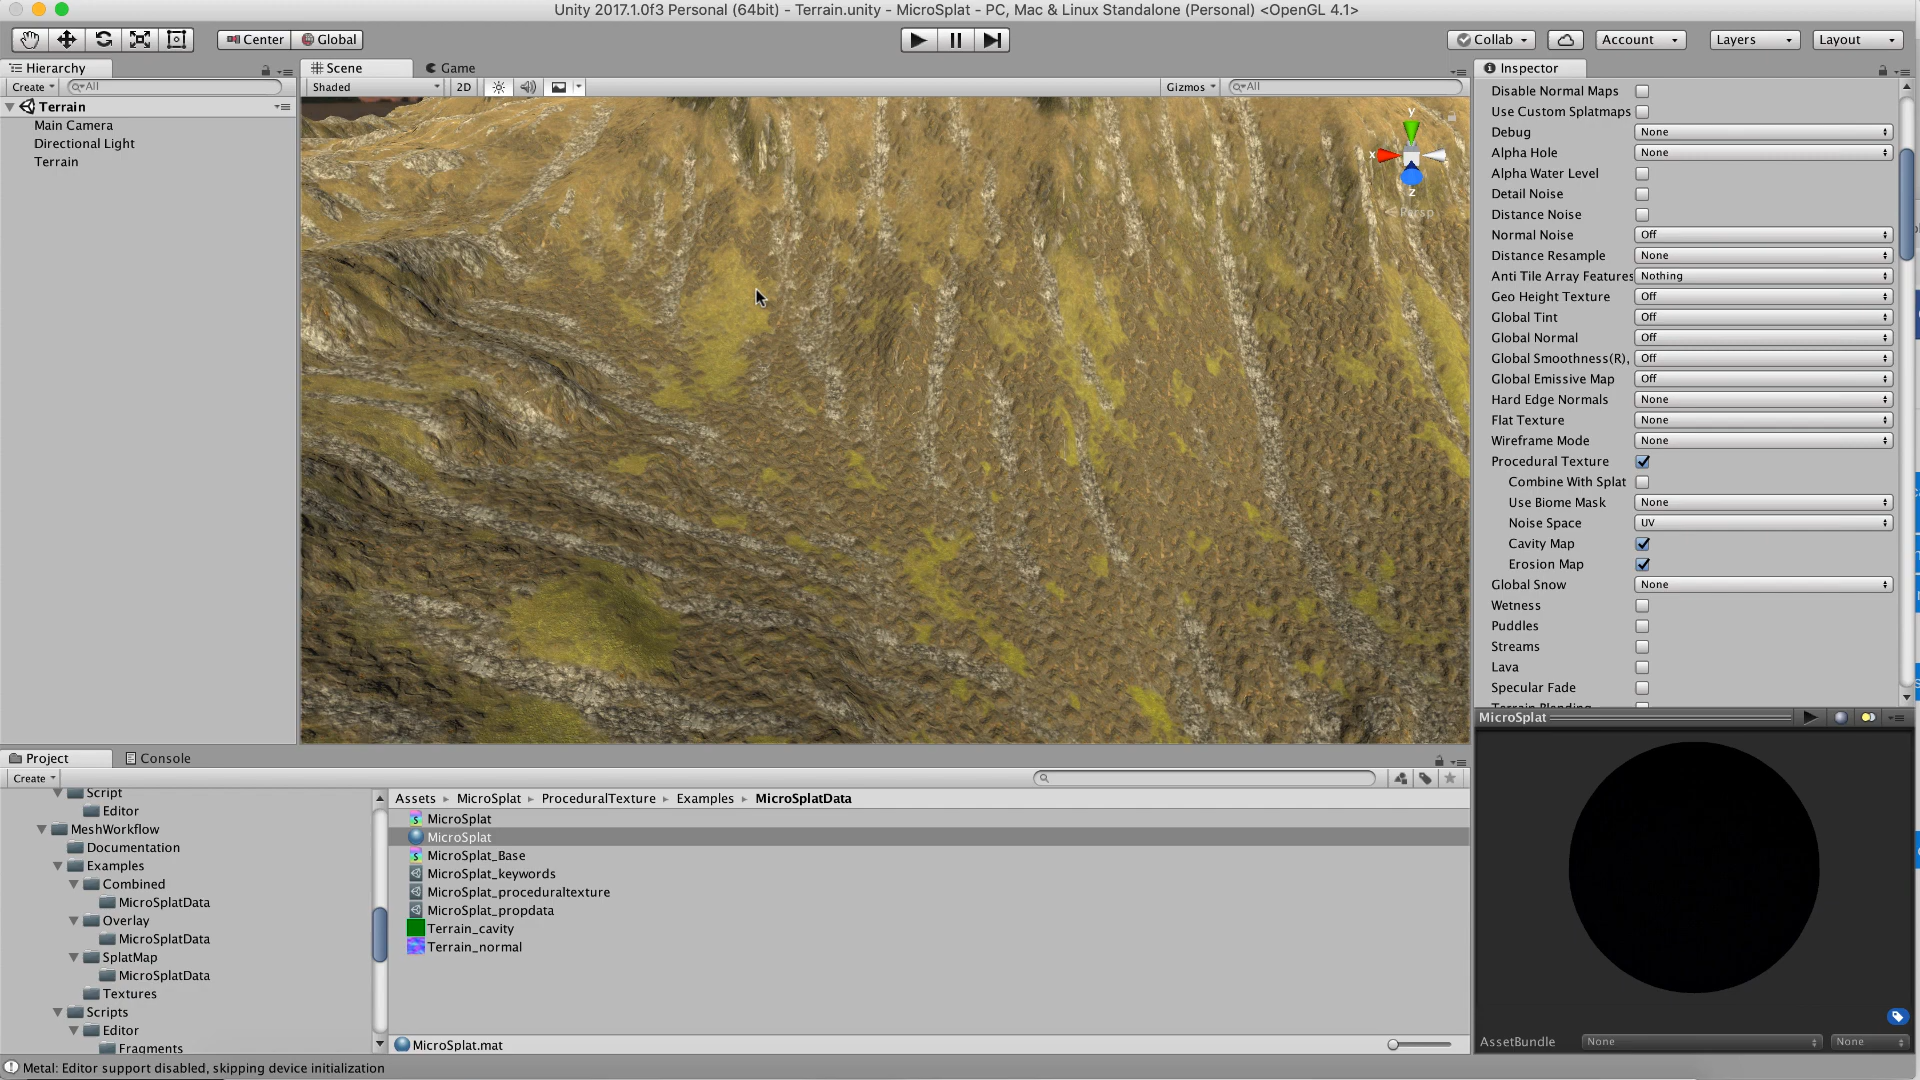 Unity 2017.1.0f3 Personal (64bit) - Terrain.unity - MicroSplat - PC, Mac & Linux Standalone (Personal) <OpenGL 4.1>
Center Global
Collab Account Layers Layout
Hierarchy
Create All
Terrain
Main Camera
Directional Light
Terrain
Scene Game
Shaded 2D Gizmos All
y
x
z
Persp
Inspector
Disable Normal Maps
Use Custom Splatmaps
Debug None
Alpha Hole None
Alpha Water Level
Detail Noise
Distance Noise
Normal Noise Off
Distance Resample None
Anti Tile Array Features Nothing
Geo Height Texture Off
Global Tint Off
Global Normal Off
Global Smoothness(R), Off
Global Emissive Map Off
Hard Edge Normals None
Flat Texture None
Wireframe Mode None
Procedural Texture
Combine With Splat
Use Biome Mask None
Noise Space UV
Cavity Map
Erosion Map
Global Snow None
Wetness
Puddles
Streams
Lava
Specular Fade
Terrain Blending
MicroSplat
AssetBundle None None
Project Console
Create
Script
Editor
MeshWorkflow
Documentation
Examples
Combined
MicroSplatData
Overlay
MicroSplatData
SplatMap
MicroSplatData
Textures
Scripts
Editor
Fragments
Assets MicroSplat ProceduralTexture Examples MicroSplatData
MicroSplat
MicroSplat
MicroSplat_Base
MicroSplat_keywords
MicroSplat_proceduraltexture
MicroSplat_propdata
Terrain_cavity
Terrain_normal
MicroSplat.mat
Metal: Editor support disabled, skipping device initialization